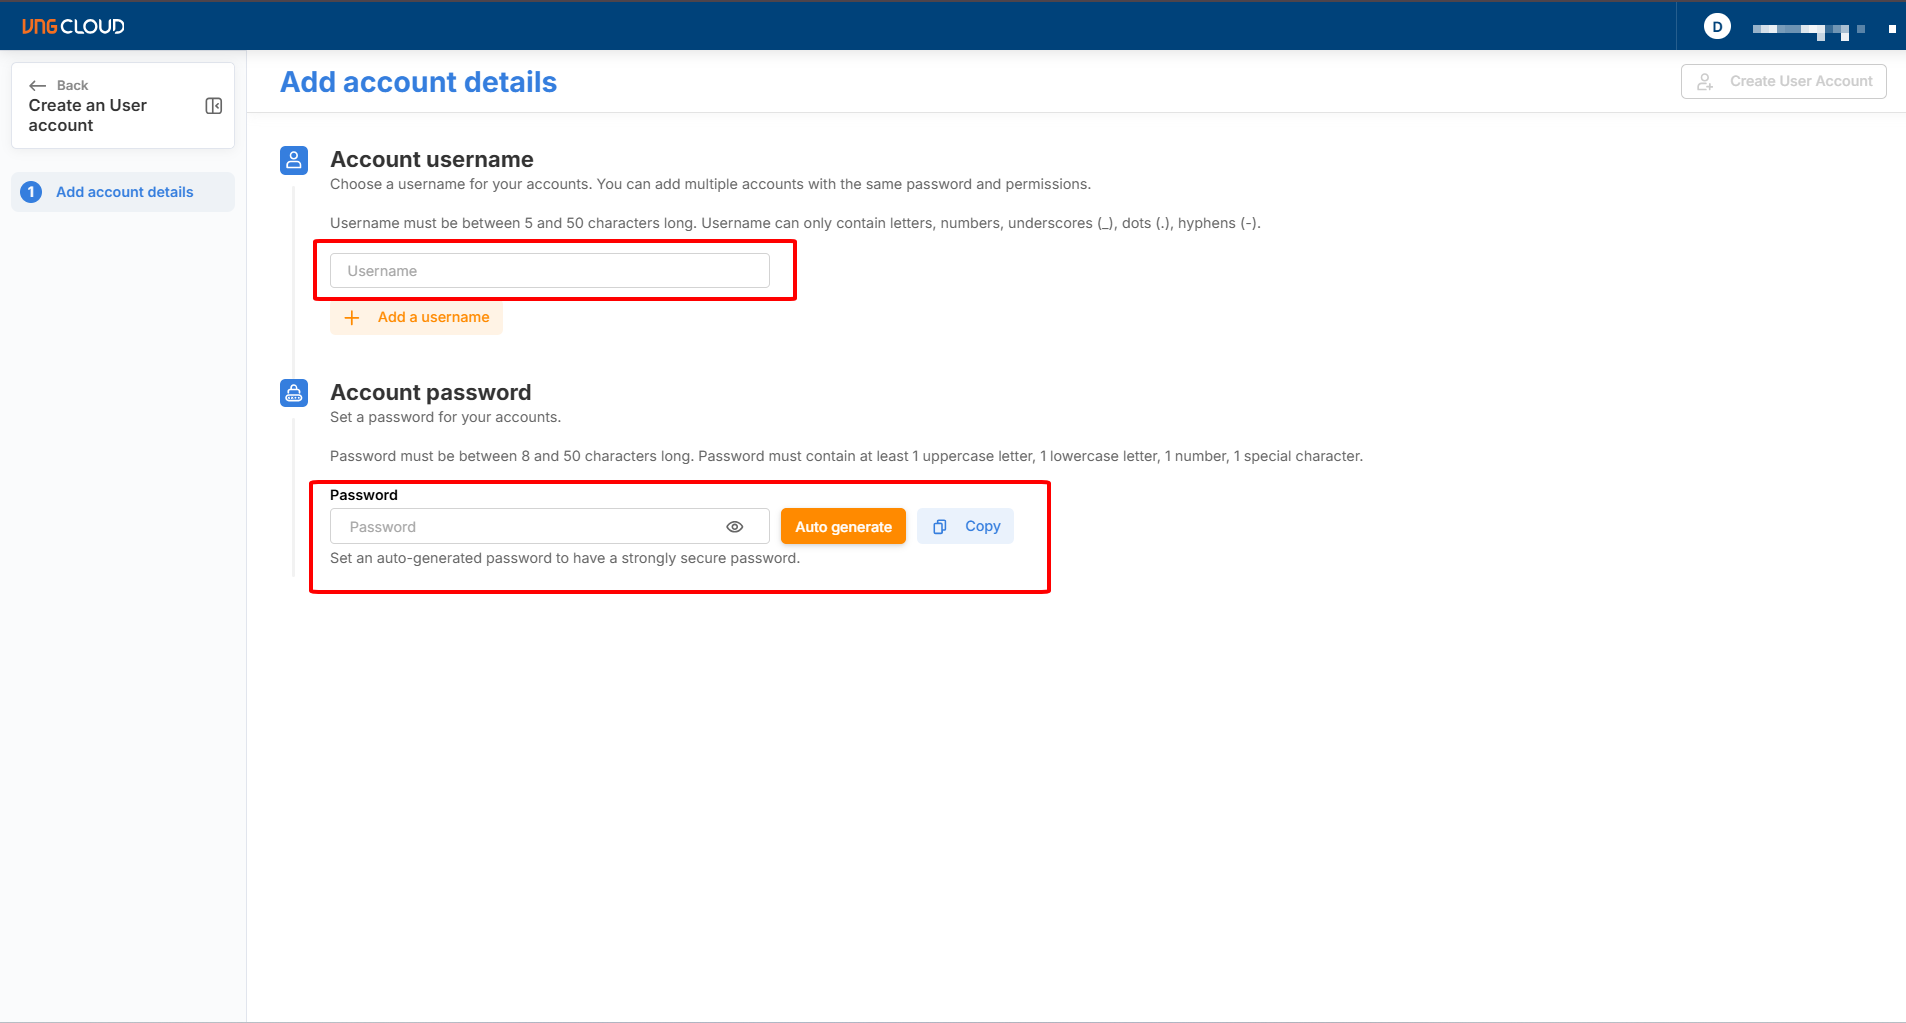 VNG CLOUD
D
Back
Create an User
account
Add account details
Create User Account
1 Add account details
Account username
Choose a username for your accounts. You can add multiple accounts with the same password and permissions.
Username must be between 5 and 50 characters long. Username can only contain letters, numbers, underscores (_), dots (.), hyphens (-).
Username
Add a username
Account password
Set a password for your accounts.
Password must be between 8 and 50 characters long. Password must contain at least 1 uppercase letter, 1 lowercase letter, 1 number, 1 special character.
Password
Password
Auto generate
Copy
Set an auto-generated password to have a strongly secure password.